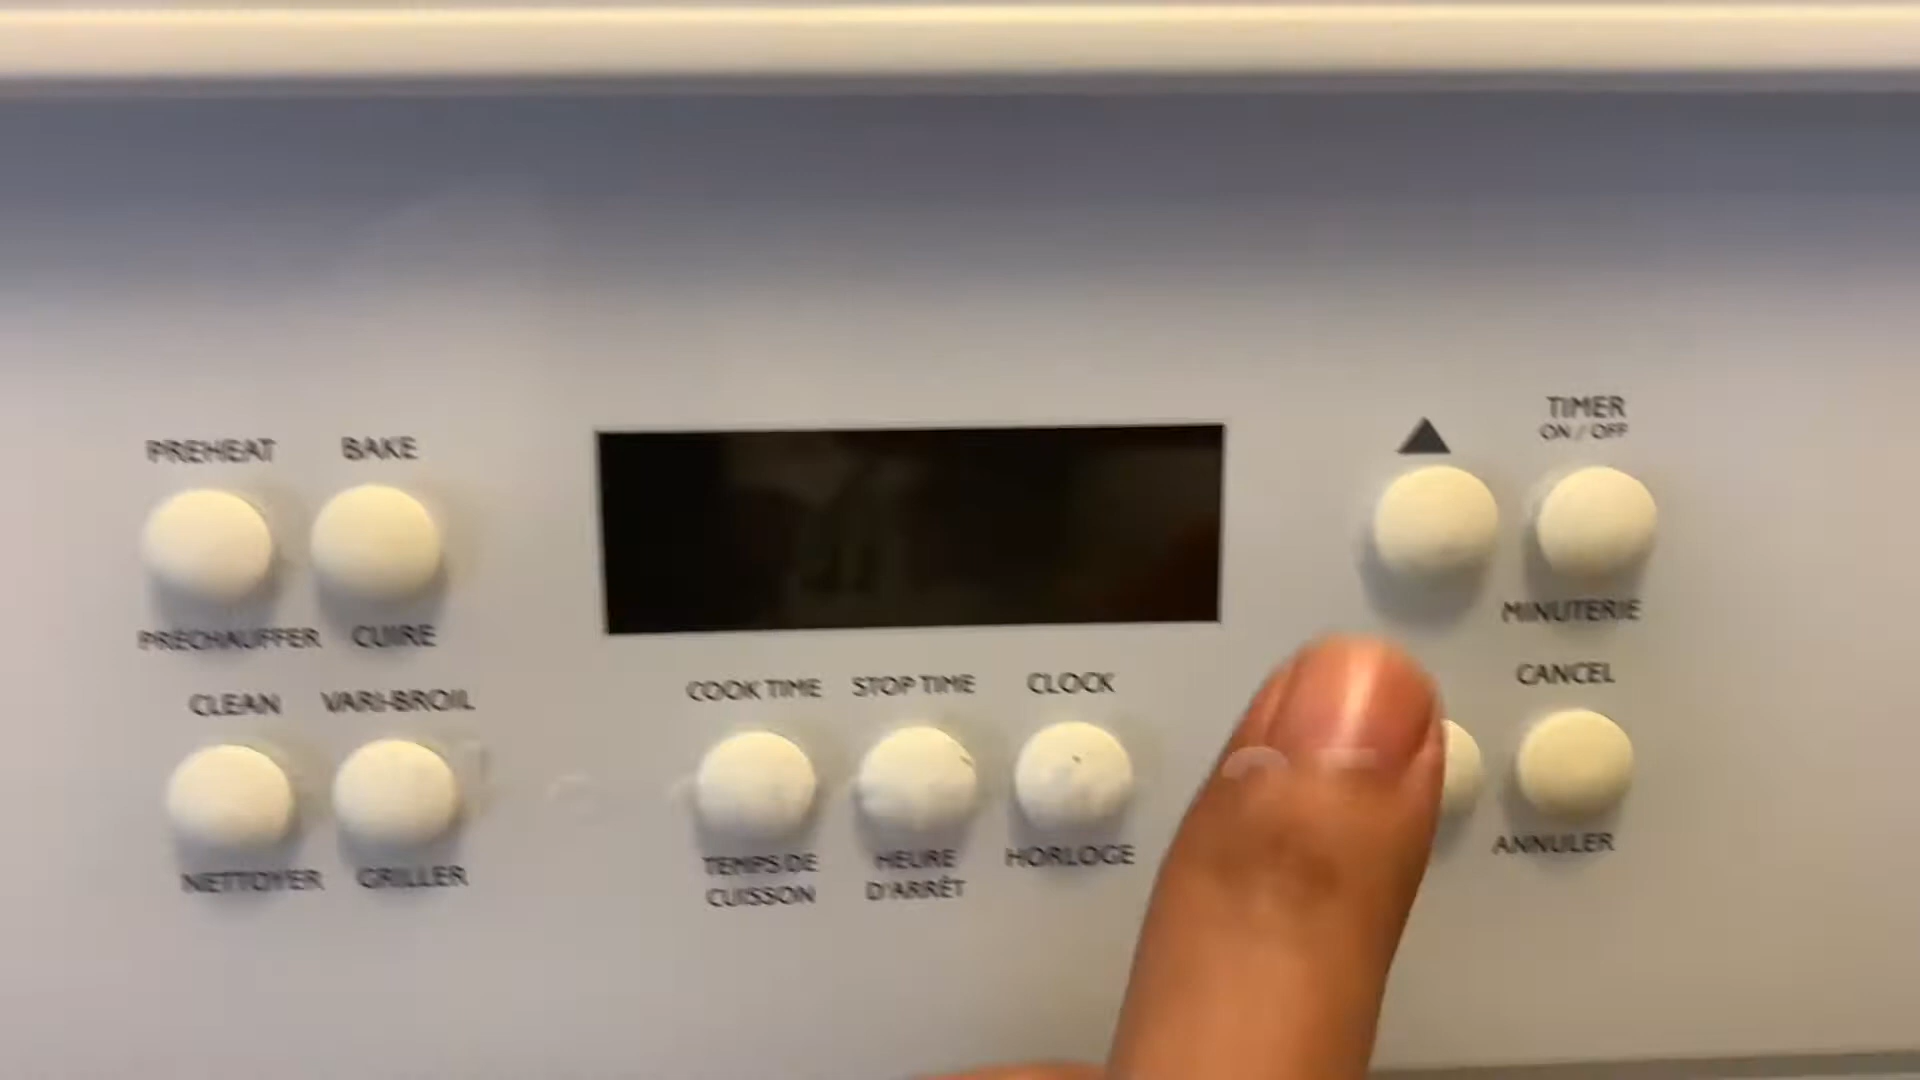 PREHEAT
BAKE
PRÉCHAUFFER
CUIRE
CLEAN
VARI-BROIL
NETTOYER
GRILLER
COOK TIME
STOP TIME
CLOCK
TEMPS DE
CUISSON
HEURE
D'ARRÊT
HORLOGE
TIMER
ON / OFF
MINUTERIE
CANCEL
ANNULER